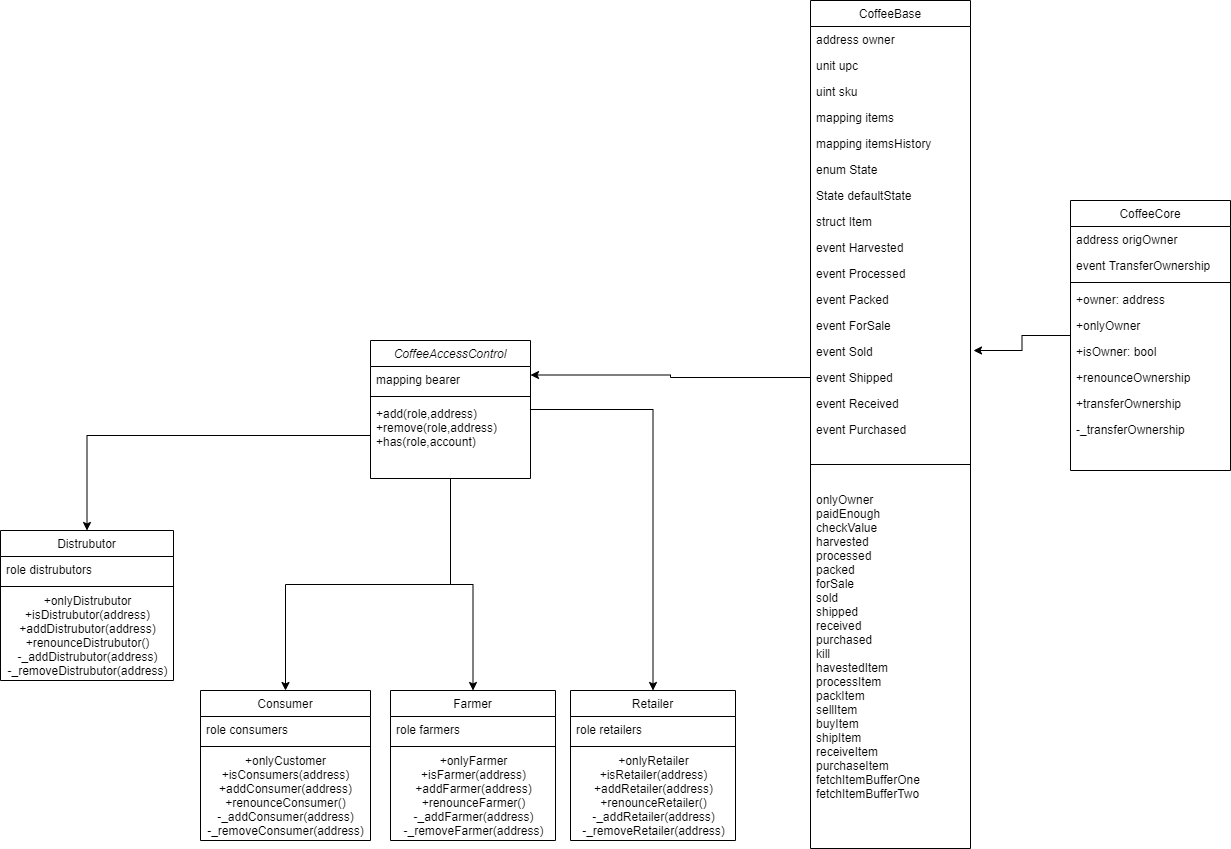 CoffeeBase
address owner
unit upc
uint sku
mapping items
mapping itemsHistory
enum State
State defaultState
struct Item
event Harvested
event Processed
event Packed
event ForSale
event Sold
event Shipped
event Received
event Purchased
onlyOwner
paidEnough
checkValue
harvested
processed
packed
forSale
sold
shipped
received
purchased
kill
havestedItem
processItem
packItem
sellItem
buyItem
shipItem
receiveItem
purchaseItem
fetchItemBufferOne
fetchItemBufferTwo
CoffeeCore
address origOwner
event TransferOwnership
+owner: address
+onlyOwner
+isOwner: bool
+renounceOwnership
+transferOwnership
-_transferOwnership
CoffeeAccessControl
mapping bearer
+add(role,address)
+remove(role,address)
+has(role,account)
Distrubutor
role distrubutors
+onlyDistrubutor
+isDistrubutor(address)
+addDistrubutor(address)
+renounceDistrubutor()
-_addDistrubutor(address)
-_removeDistrubutor(address)
Consumer
role consumers
+onlyCustomer
+isConsumers(address)
+addConsumer(address)
+renounceConsumer()
-_addConsumer(address)
-_removeConsumer(address)
Farmer
role farmers
+onlyFarmer
+isFarmer(address)
+addFarmer(address)
+renounceFarmer()
-_addFarmer(address)
-_removeFarmer(address)
Retailer
role retailers
+onlyRetailer
+isRetailer(address)
+addRetailer(address)
+renounceRetailer()
-_addRetailer(address)
-_removeRetailer(address)